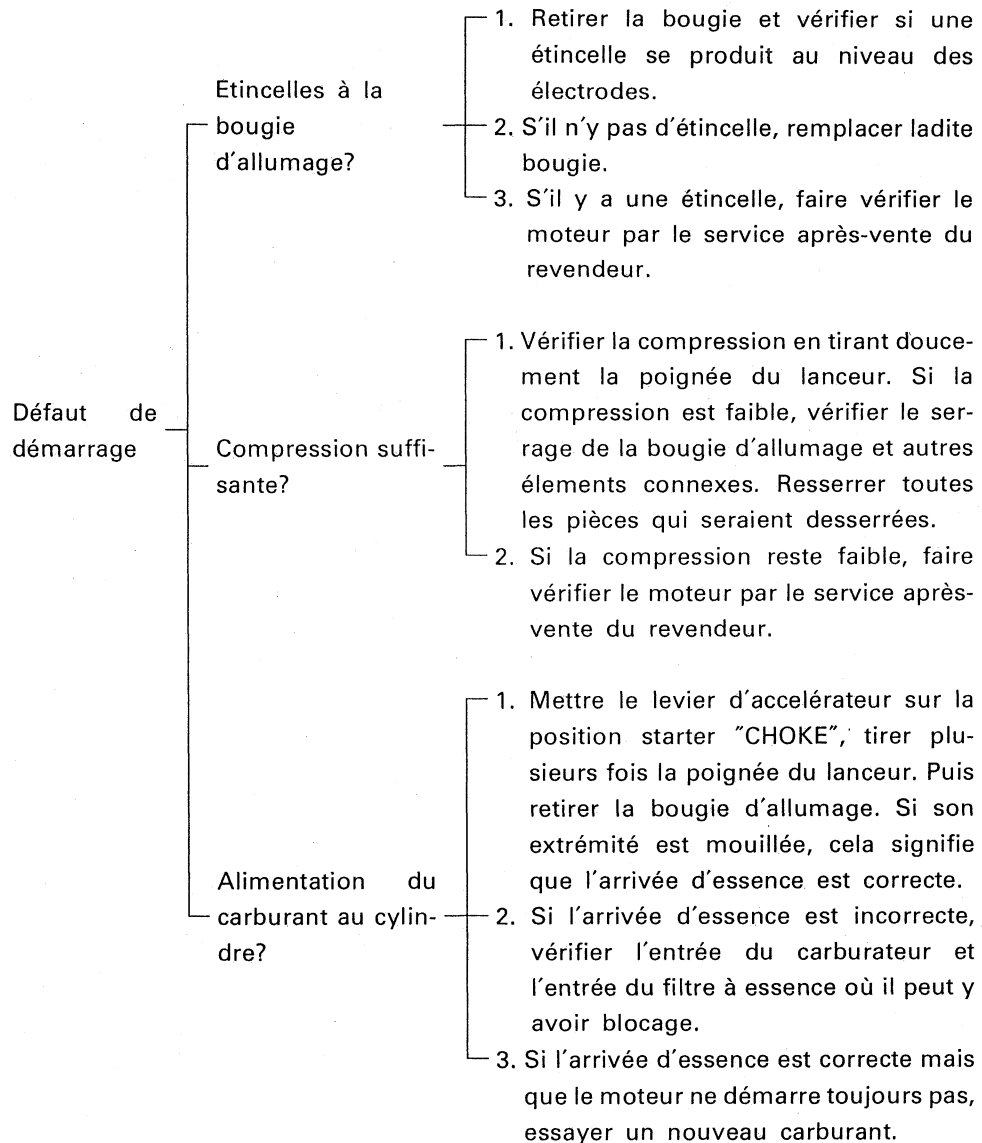 Défaut de
démarrage
Etincelles à la
bougie
d'allumage?
1. Retirer la bougie et vérifier si une
étincelle se produit au niveau des
électrodes.
2. S'il n'y pas d'étincelle, remplacer ladite
bougie.
3. S'il y a une étincelle, faire vérifier le
moteur par le service après-vente du
revendeur.
Compression suffi-
sante?
1. Vérifier la compression en tirant douce-
ment la poignée du lanceur. Si la
compression est faible, vérifier le ser-
rage de la bougie d'allumage et autres
élements connexes. Resserrer toutes
les pièces qui seraient desserrées.
2. Si la compression reste faible, faire
vérifier le moteur par le service après-
vente du revendeur.
Alimentation du
carburant au cylin-
dre?
1. Mettre le levier d'accelérateur sur la
position starter "CHOKE", tirer plu-
sieurs fois la poignée du lanceur. Puis
retirer la bougie d'allumage. Si son
extrémité est mouillée, cela signifie
que l'arrivée d'essence est correcte.
2. Si l'arrivée d'essence est incorrecte,
vérifier l'entrée du carburateur et
l'entrée du filtre à essence où il peut y
avoir blocage.
3. Si l'arrivée d'essence est correcte mais
que le moteur ne démarre toujours pas,
essayer un nouveau carburant.